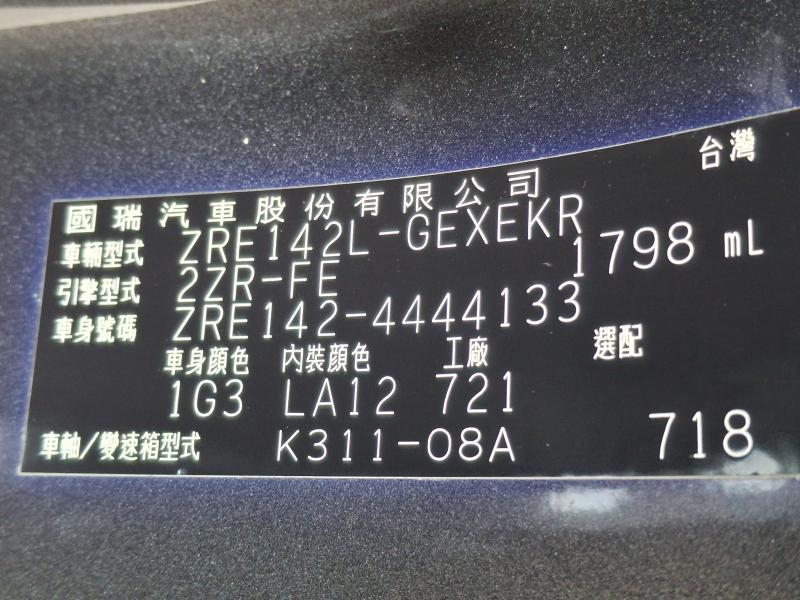 台灣
國瑞汽車股份有限公司
車輛型式 ZRE142L-GEXEKR
引擎型式 2ZR-FE 1798 mL
車身號碼 ZRE142-4444133
車身顏色 內裝顏色 工廠 選配
1G3 LA12 721
車軸/變速箱型式 K311-08A 718